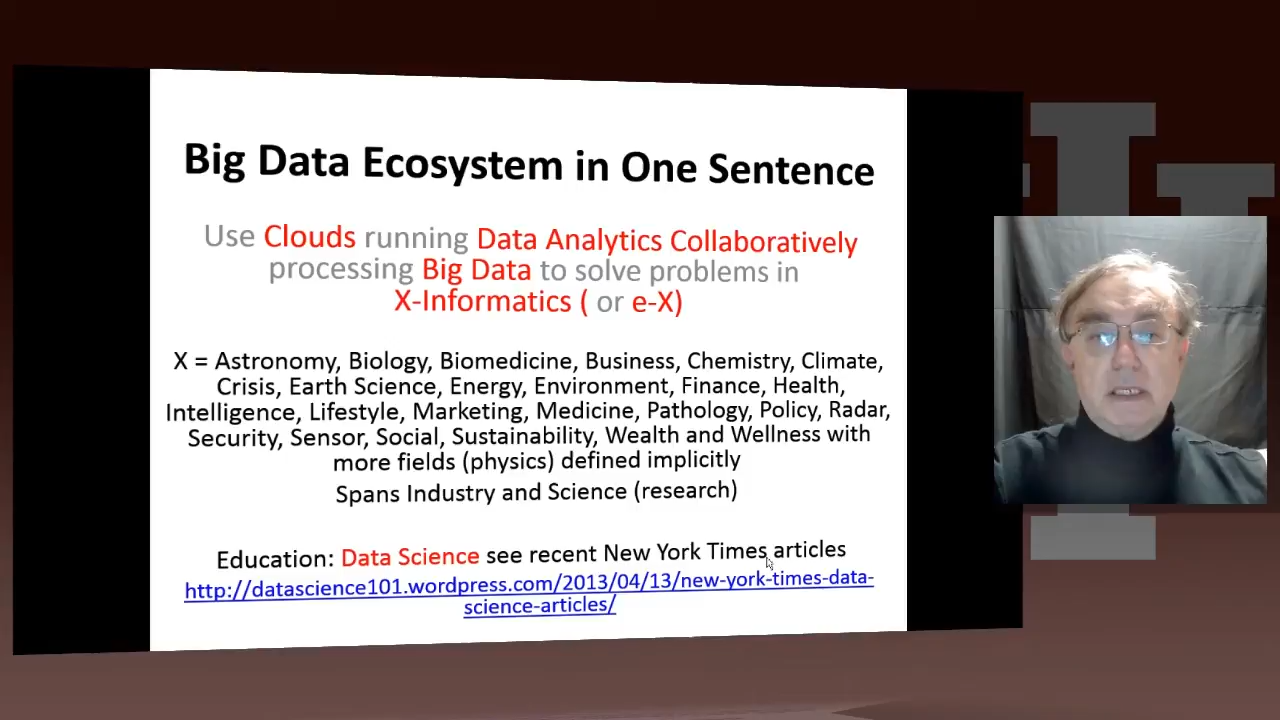 Big Data Ecosystem in One Sentence
Use Clouds running Data Analytics Collaboratively
processing Big Data to solve problems in
X-Informatics ( or e-X)
X = Astronomy, Biology, Biomedicine, Business, Chemistry, Climate,
Crisis, Earth Science, Energy, Environment, Finance, Health,
Intelligence, Lifestyle, Marketing, Medicine, Pathology, Policy, Radar,
Security, Sensor, Social, Sustainability, Wealth and Wellness with
more fields (physics) defined implicitly
Spans Industry and Science (research)
Education: Data Science see recent New York Times articles
http://datascience101.wordpress.com/2013/04/13/new-york-times-data-
science-articles/